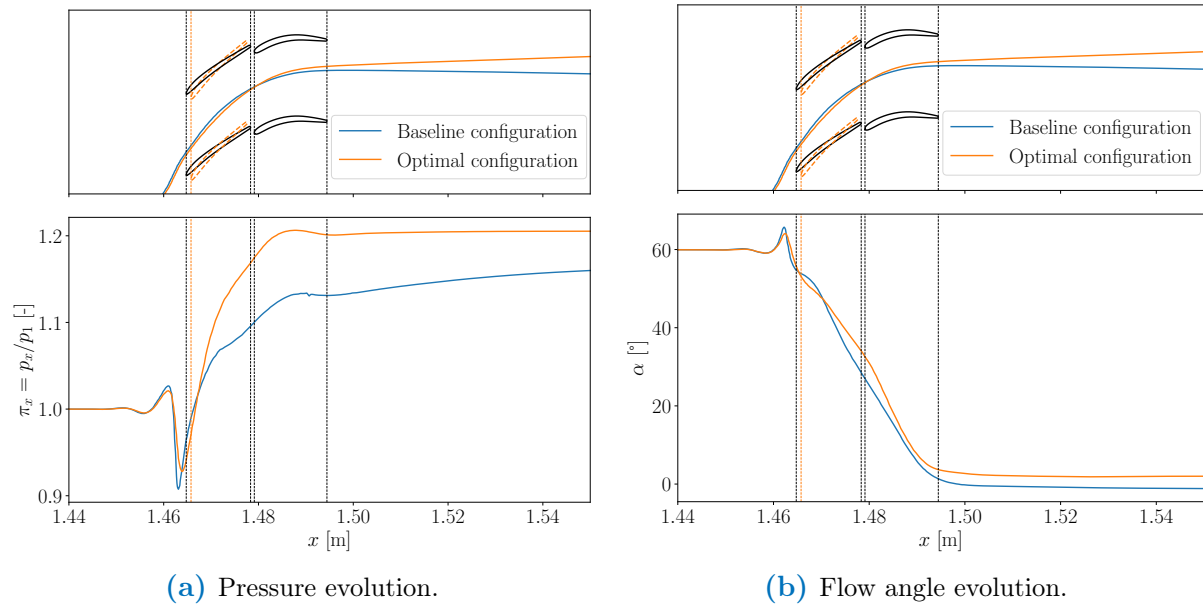 Baseline configuration
Optimal configuration
π_x = p_x/p_1 [-]
1.2
1.1
1.0
0.9
1.44 1.46 1.48 1.50 1.52 1.54
x [m]
(a) Pressure evolution.
Baseline configuration
Optimal configuration
α [°]
60
40
20
0
1.44 1.46 1.48 1.50 1.52 1.54
x [m]
(b) Flow angle evolution.